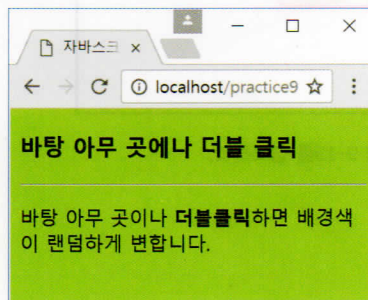 자바스크
localhost/practice9
바탕 아무 곳에나 더블 클릭
바탕 아무 곳이나 더블클릭하면 배경색
이 랜덤하게 변합니다.